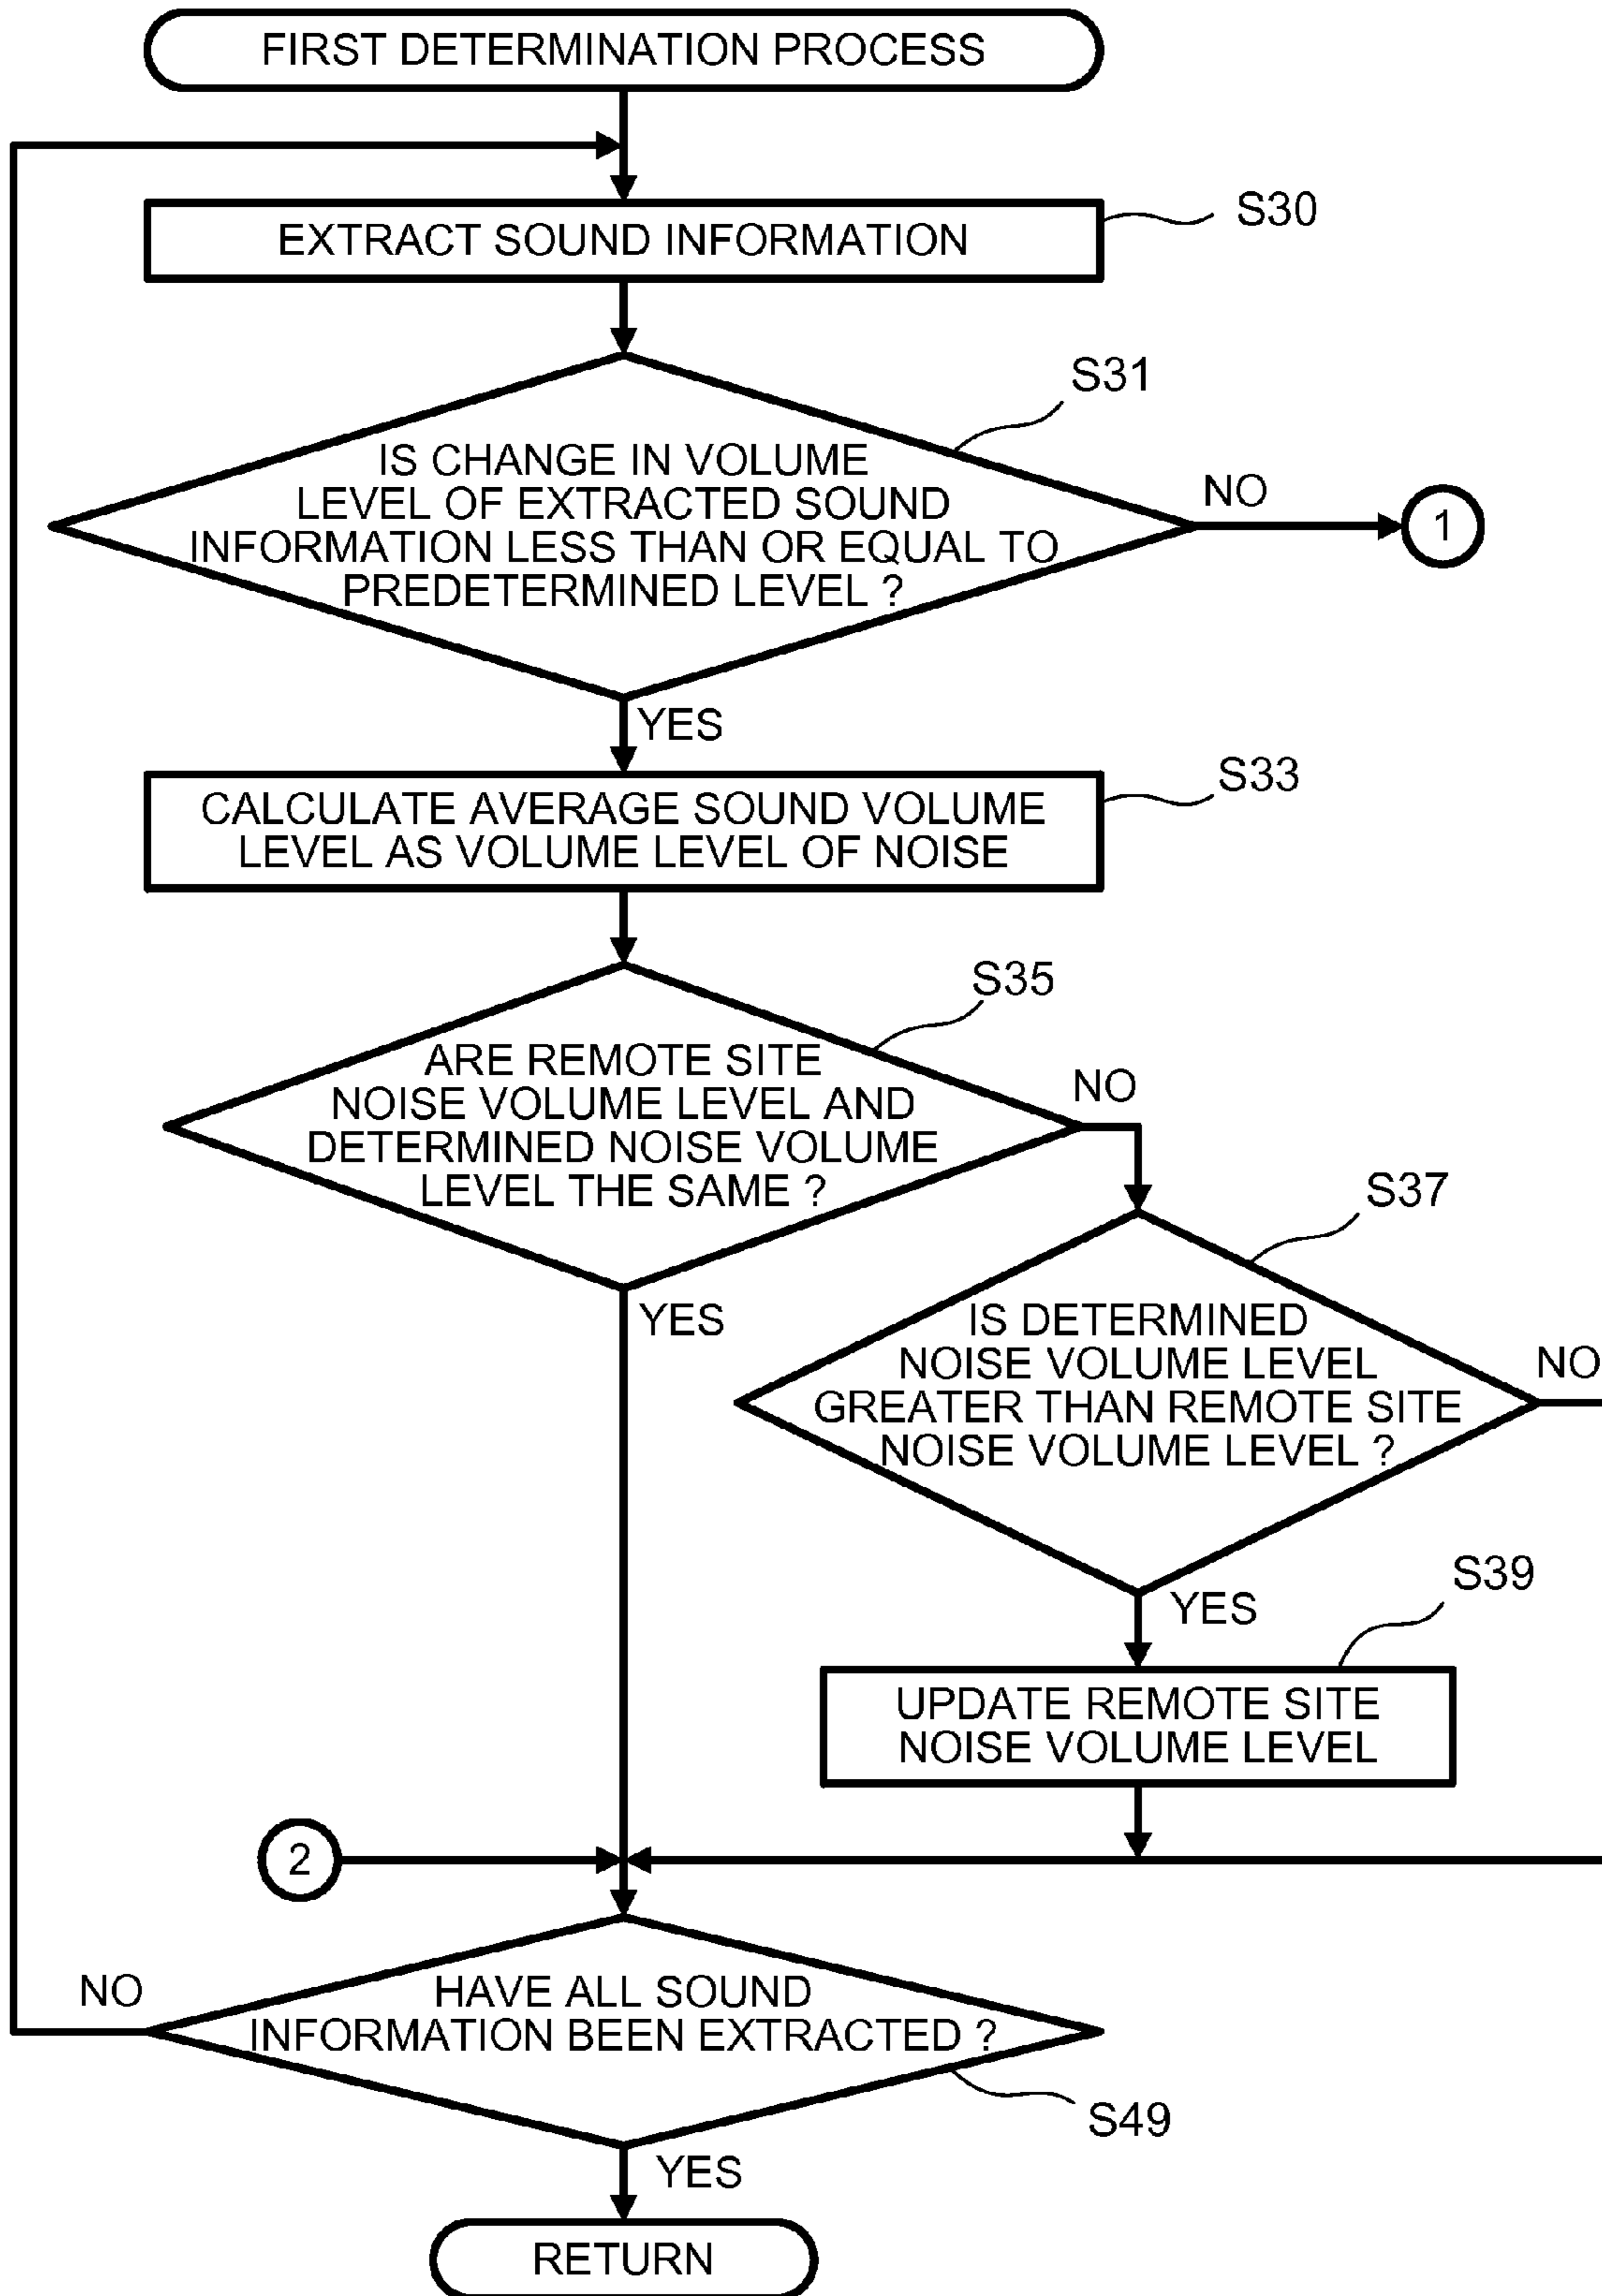 FIRST DETERMINATION PROCESS
S30
EXTRACT SOUND INFORMATION
S31
IS CHANGE IN VOLUME
LEVEL OF EXTRACTED SOUND
INFORMATION LESS THAN OR EQUAL TO
PREDETERMINED LEVEL ?
NO
1
YES
S33
CALCULATE AVERAGE SOUND VOLUME
LEVEL AS VOLUME LEVEL OF NOISE
S35
ARE REMOTE SITE
NOISE VOLUME LEVEL AND
DETERMINED NOISE VOLUME
LEVEL THE SAME ?
NO
YES
S37
IS DETERMINED
NOISE VOLUME LEVEL
GREATER THAN REMOTE SITE
NOISE VOLUME LEVEL ?
NO
YES
S39
UPDATE REMOTE SITE
NOISE VOLUME LEVEL
2
HAVE ALL SOUND
INFORMATION BEEN EXTRACTED ?
NO
S49
YES
RETURN